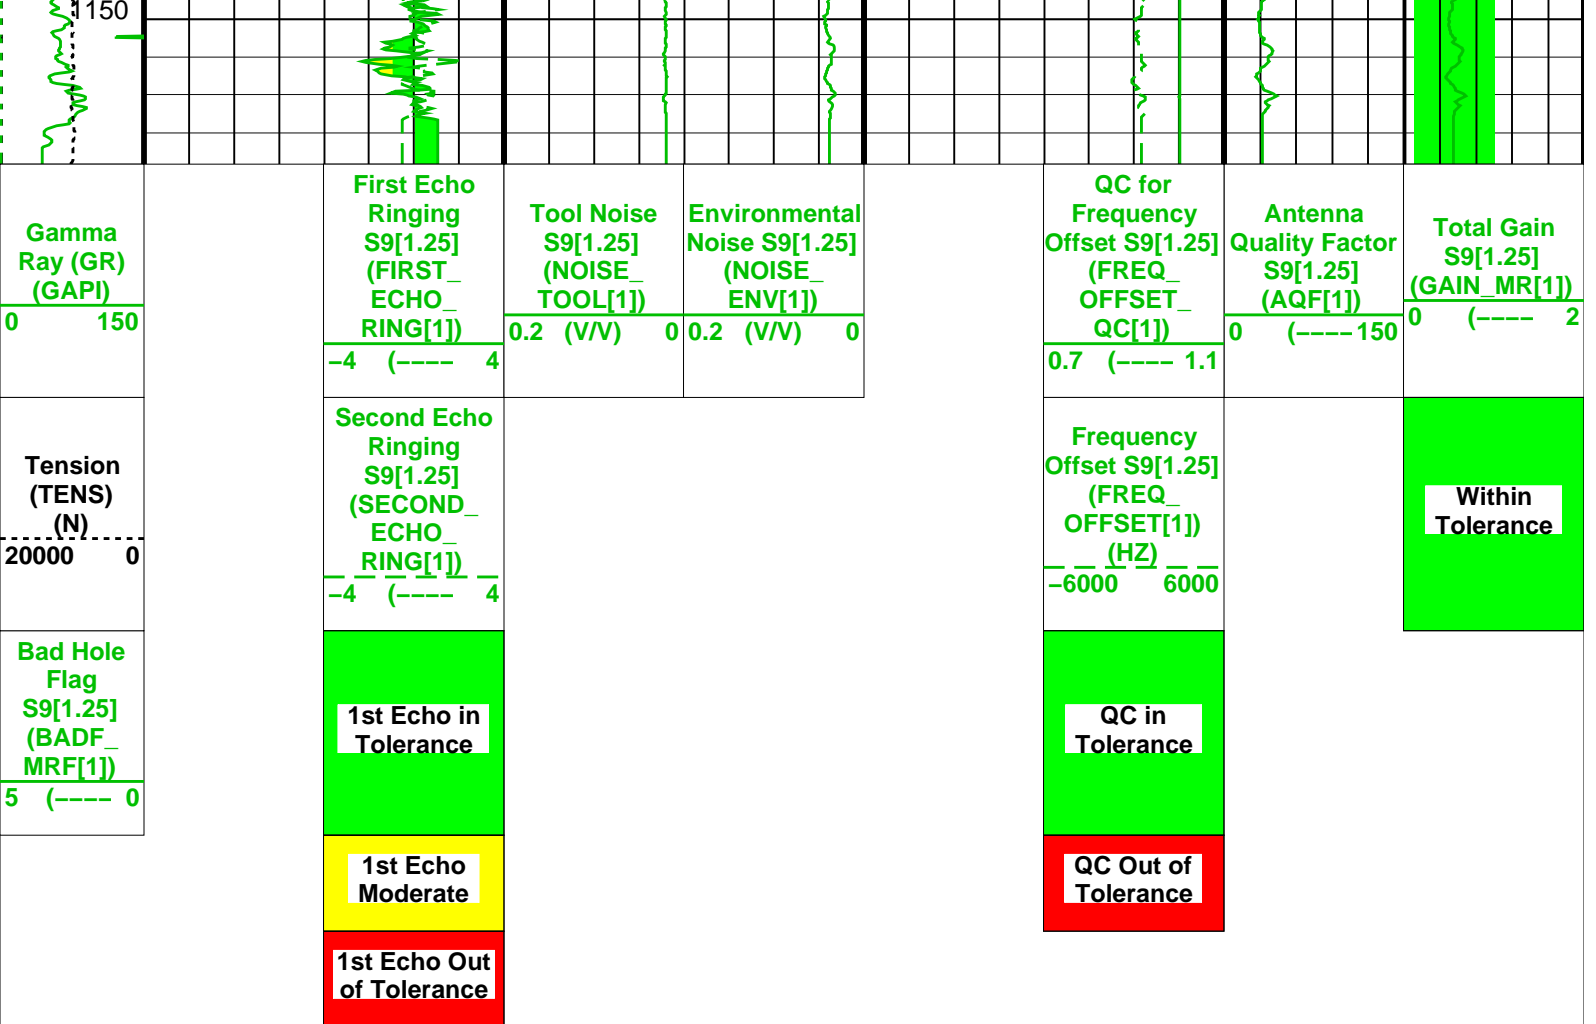 1150
Gamma
Ray (GR)
(GAPI)
0 150
Tension
(TENS)
(N)
20000 0
Bad Hole
Flag
S9[1.25]
(BADF_
MRF[1])
5 (---- 0
First Echo
Ringing
S9[1.25]
(FIRST_
ECHO_
RING[1])
−4 (---- 4
Second Echo
Ringing
S9[1.25]
(SECOND_
ECHO_
RING[1])
−4 (---- 4
1st Echo in
Tolerance
1st Echo
Moderate
1st Echo Out
of Tolerance
Tool Noise
S9[1.25]
(NOISE_
TOOL[1])
0.2 (V/V) 0
Environmental
Noise S9[1.25]
(NOISE_
ENV[1])
0.2 (V/V) 0
QC for
Frequency
Offset S9[1.25]
(FREQ_
OFFSET_
QC[1])
0.7 (---- 1.1
Frequency
Offset S9[1.25]
(FREQ_
OFFSET[1])
(HZ)
−6000 6000
QC in
Tolerance
QC Out of
Tolerance
Antenna
Quality Factor
S9[1.25]
(AQF[1])
0 (---- 150
Total Gain
S9[1.25]
(GAIN_MR[1])
0 (---- 2
Within
Tolerance